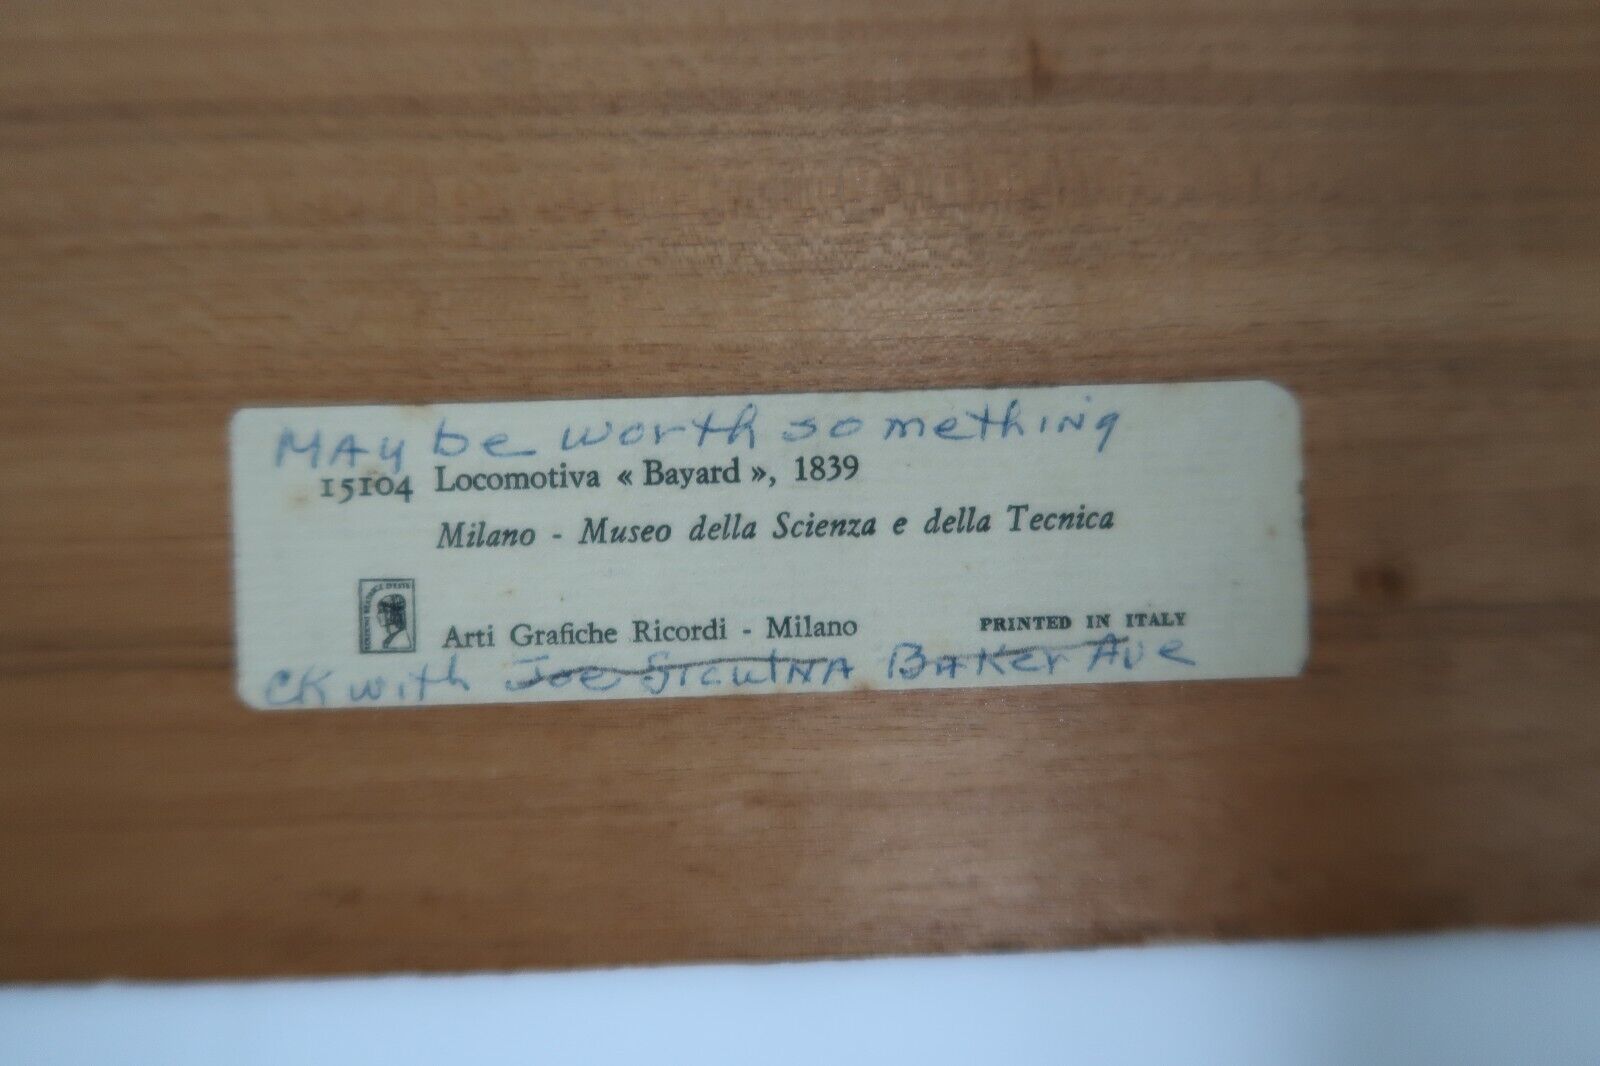 MAy be worth something
15104 Locomotiva « Bayard », 1839
Milano - Museo della Scienza e della Tecnica
Arti Grafiche Ricordi - Milano PRINTED IN ITALY
CK with Joe BAKer Ave